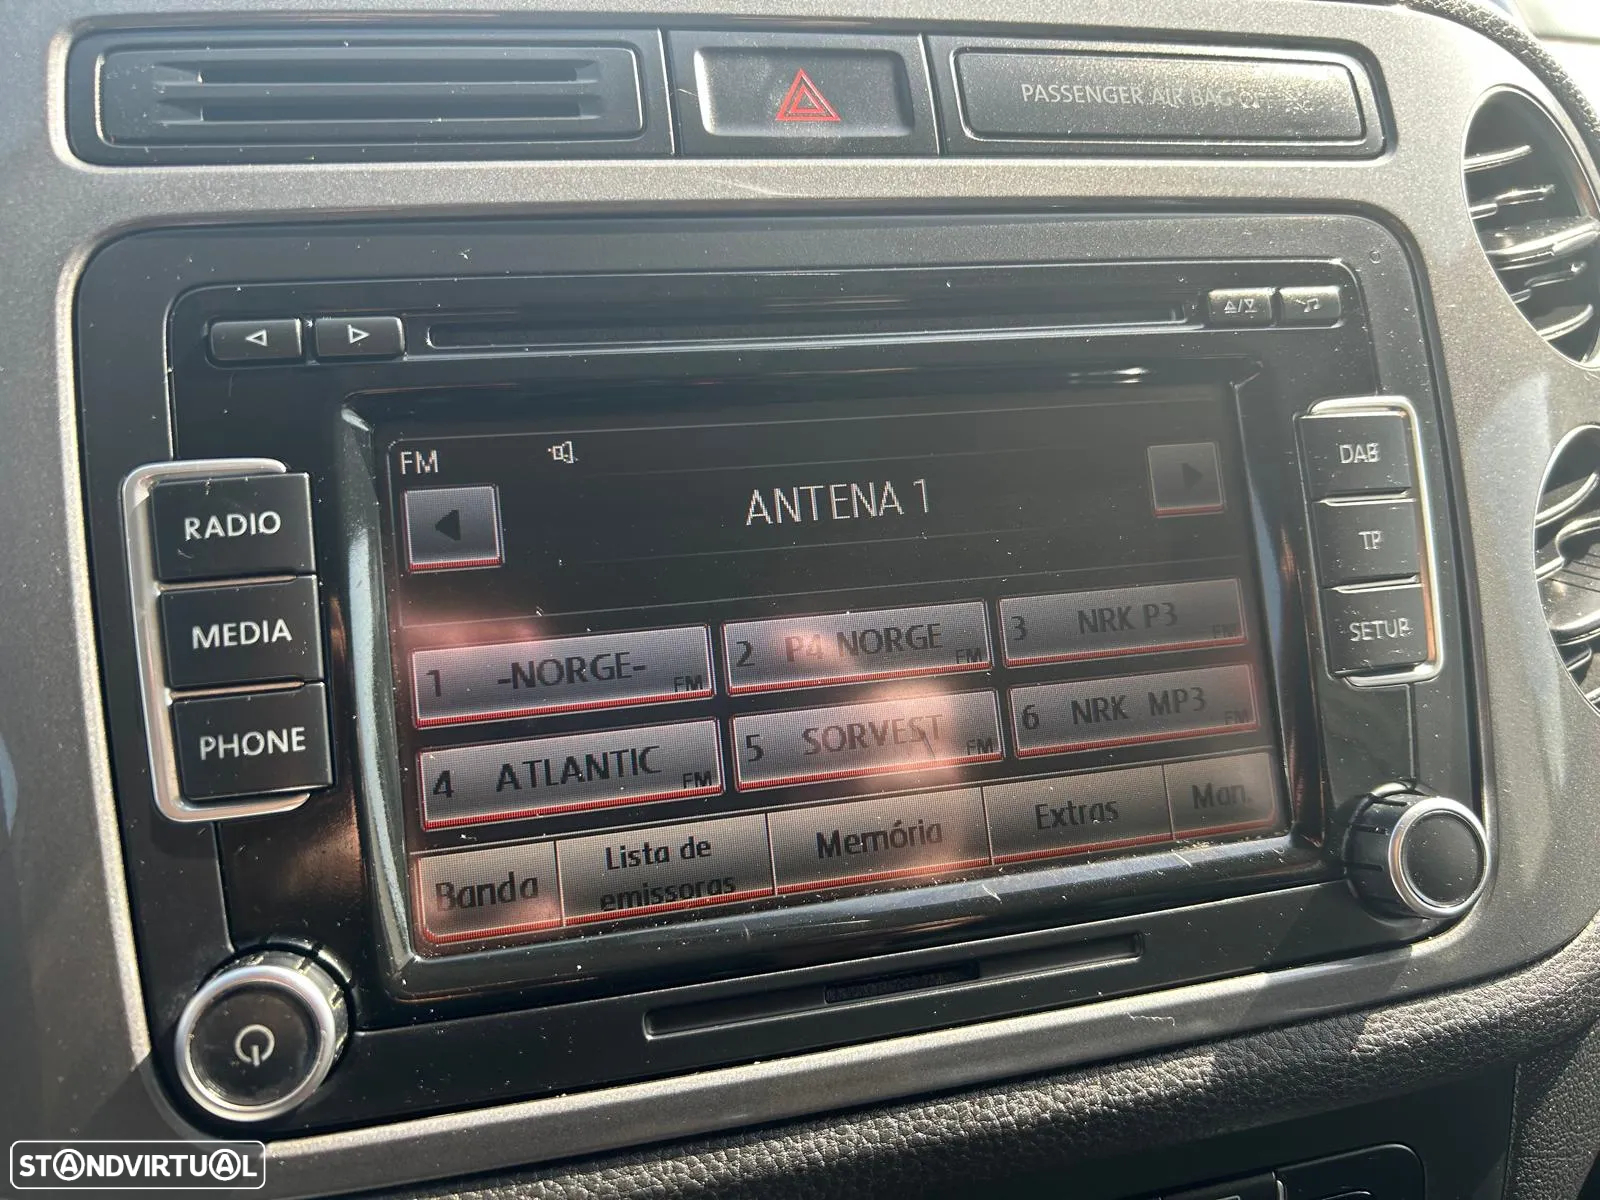 PASSENGER AIR BAG OFF
FM
ANTENA 1
RADIO
MEDIA
PHONE
DAB
TP
SETUP
1 -NORGE- FM
2 P4 NORGE FM
3 NRK P3 FM
4 ATLANTIC FM
5 SORVEST FM
6 NRK MP3 FM
Banda
Lista de
emissoras
Memória
Extras
Man.
STANDVIRTUAL